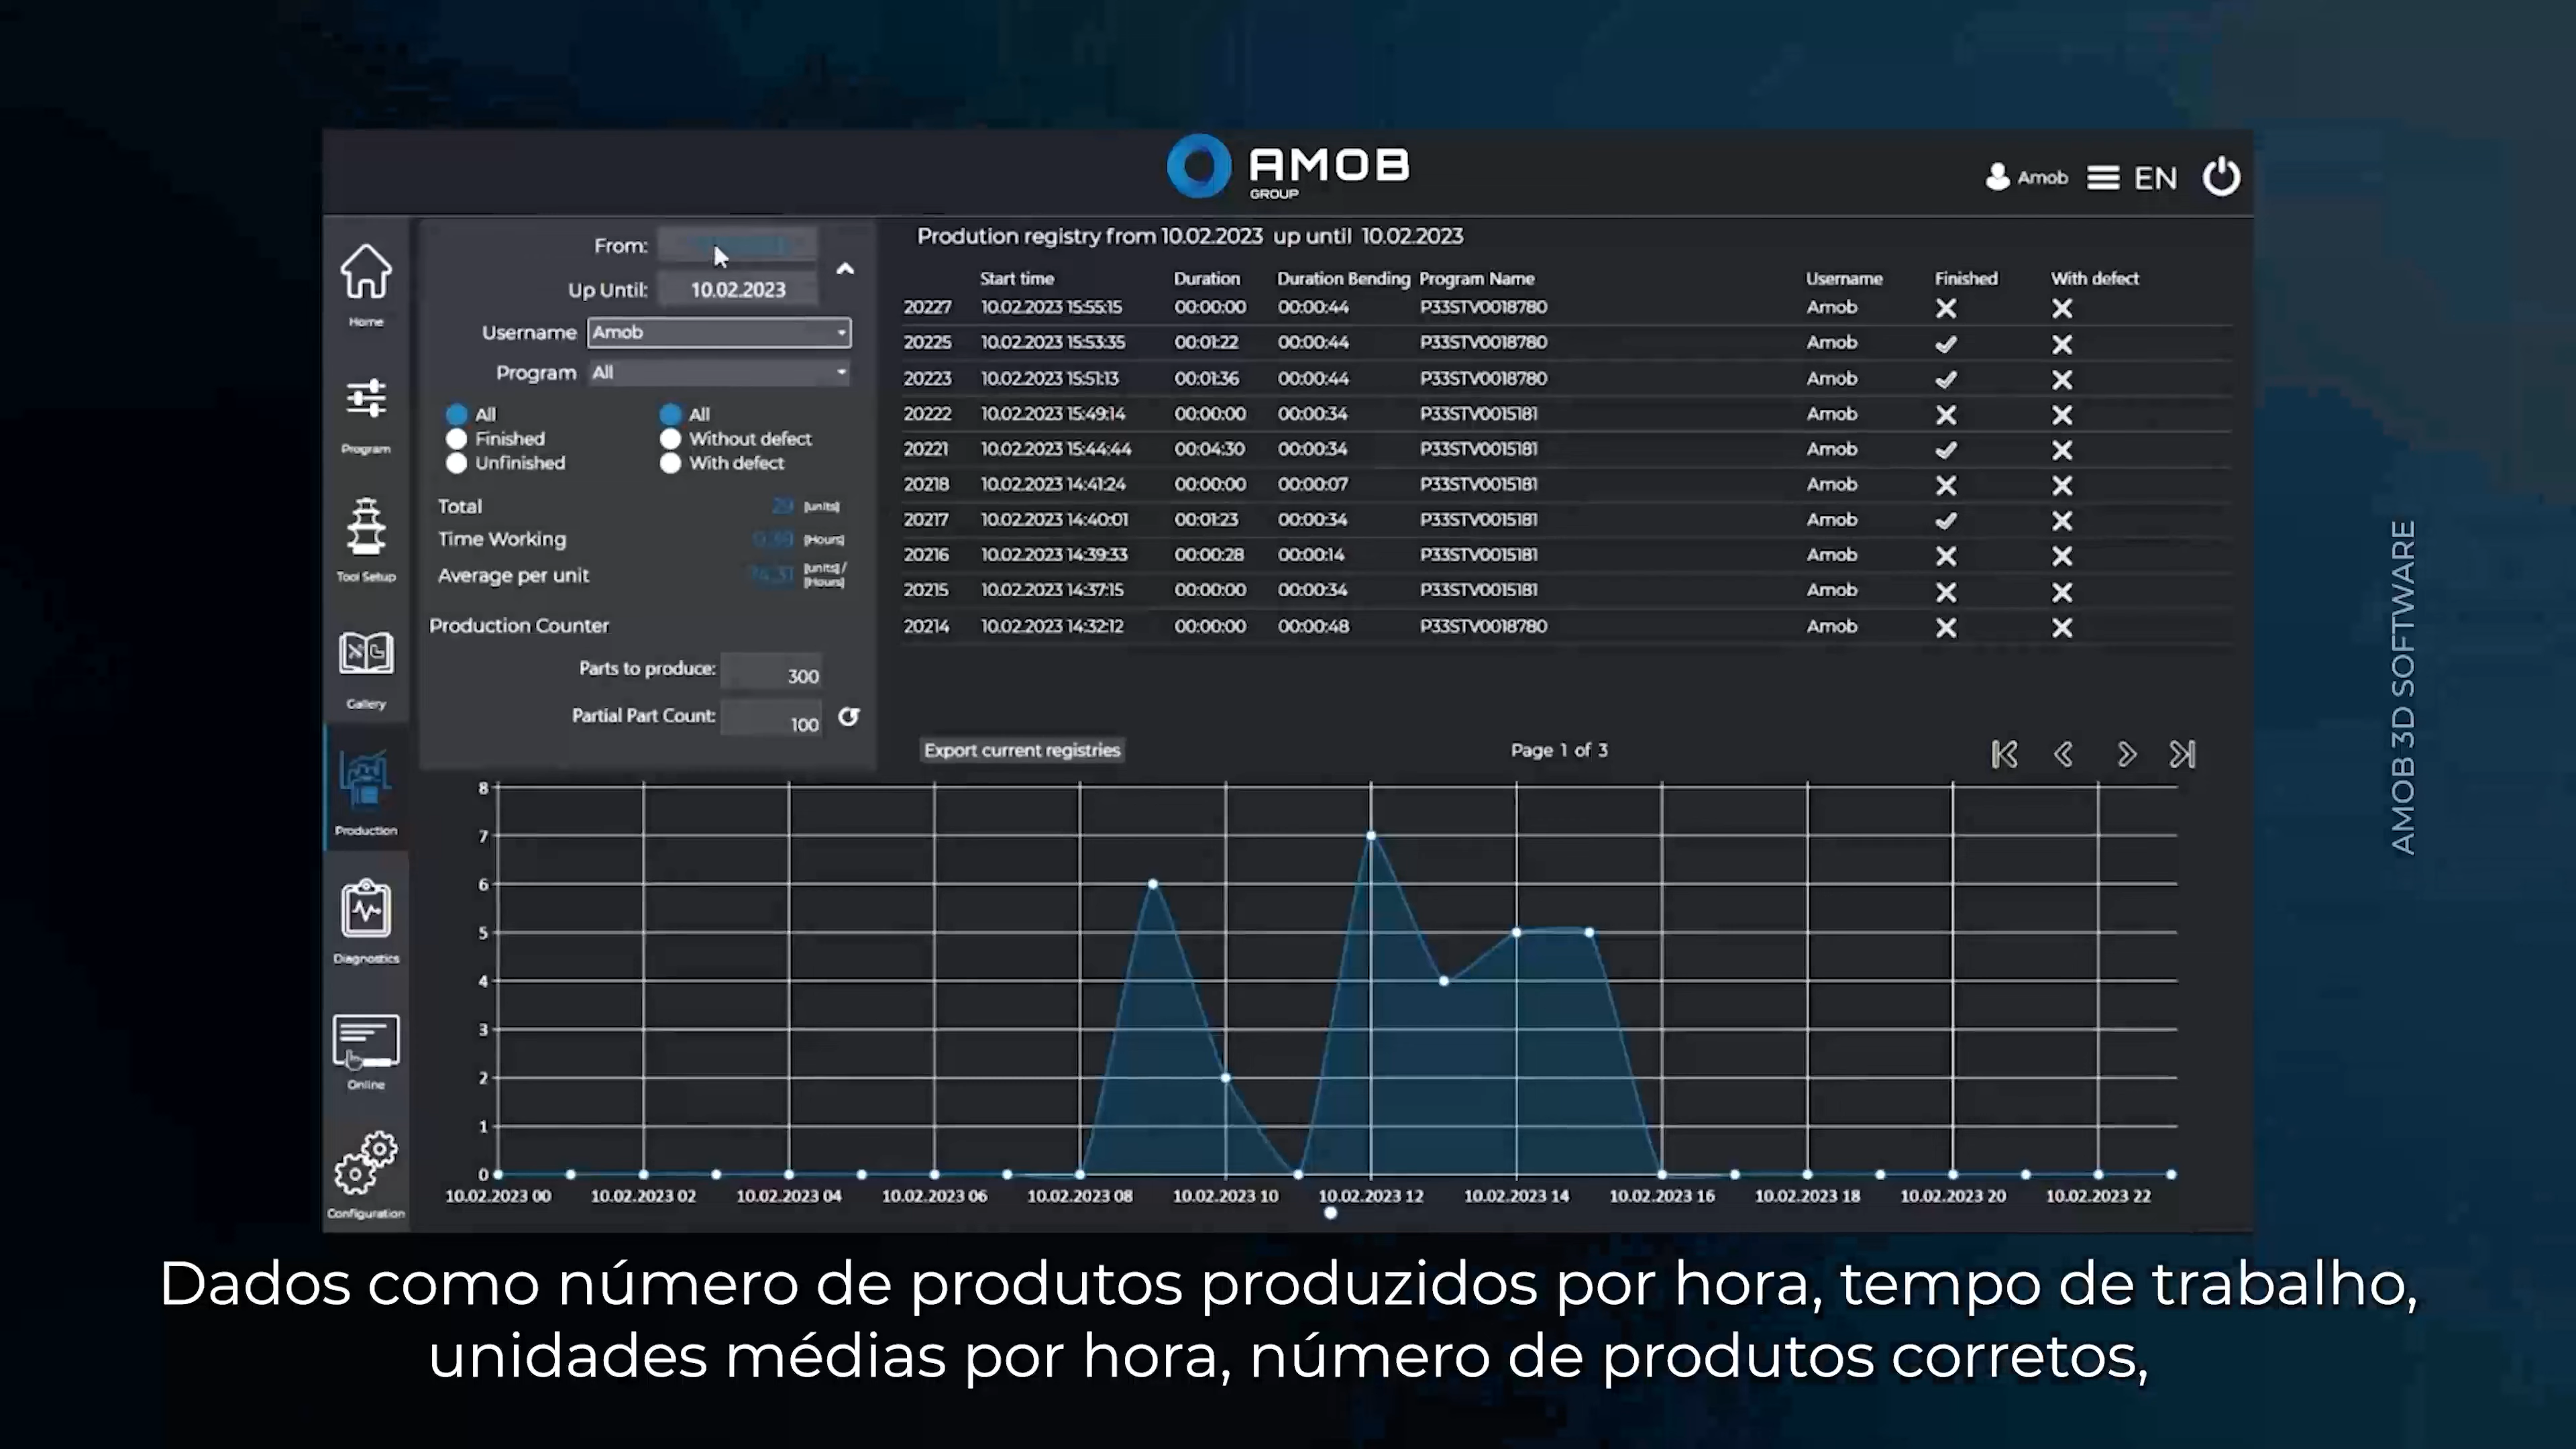 AMOB
GROUP
Amob EN
From:
Up Until: 10.02.2023
Username Amob
Program All
All All
Finished Without defect
Unfinished With defect
Total 29 [units]
Time Working [Hours]
Average per unit [units] / [Hours]
Production Counter
Parts to produce: 300
Partial Part Count: 100
Home
Program
Tool Setup
Gallery
Production
Diagnostics
Online
Configuration
Prodution registry from 10.02.2023 up until 10.02.2023
Start time Duration Duration Bending Program Name Username Finished With defect
20227 10.02.2023 15:55:15 00:00:00 00:00:44 P33STV0018780 Amob
20225 10.02.2023 15:53:35 00:01:22 00:00:44 P33STV0018780 Amob
20223 10.02.2023 15:51:13 00:01:36 00:00:44 P33STV0018780 Amob
20222 10.02.2023 15:49:14 00:00:00 00:00:34 P33STV0015181 Amob
20221 10.02.2023 15:44:44 00:04:30 00:00:34 P33STV0015181 Amob
20218 10.02.2023 14:41:24 00:00:00 00:00:07 P33STV0015181 Amob
20217 10.02.2023 14:40:01 00:01:23 00:00:34 P33STV0015181 Amob
20216 10.02.2023 14:39:33 00:00:28 00:00:14 P33STV0015181 Amob
20215 10.02.2023 14:37:15 00:00:00 00:00:34 P33STV0015181 Amob
20214 10.02.2023 14:32:12 00:00:00 00:00:48 P33STV0018780 Amob
Export current registries Page 1 of 3
8
7
6
5
4
3
2
1
0
10.02.2023 00 10.02.2023 02 10.02.2023 04 10.02.2023 06 10.02.2023 08 10.02.2023 10 10.02.2023 12 10.02.2023 14 10.02.2023 16 10.02.2023 18 10.02.2023 20 10.02.2023 22
AMOB 3D SOFTWARE
Dados como número de produtos produzidos por hora, tempo de trabalho,
unidades médias por hora, número de produtos corretos,